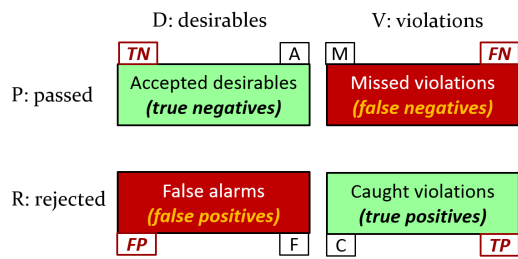 D: desirables
V: violations
TN
A
M
FN
P: passed
Accepted desirables
(true negatives)
Missed violations
(false negatives)
R: rejected
False alarms
(false positives)
Caught violations
(true positives)
FP
F
C
TP